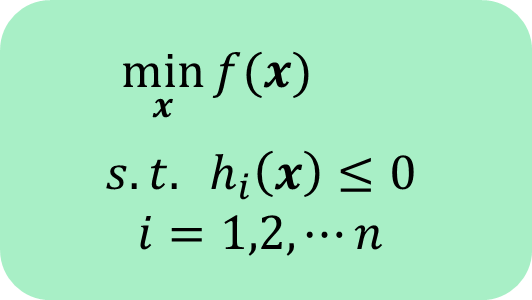 min f(x)
x
s.t. hᵢ(x) ≤ 0
i = 1,2,⋯ n